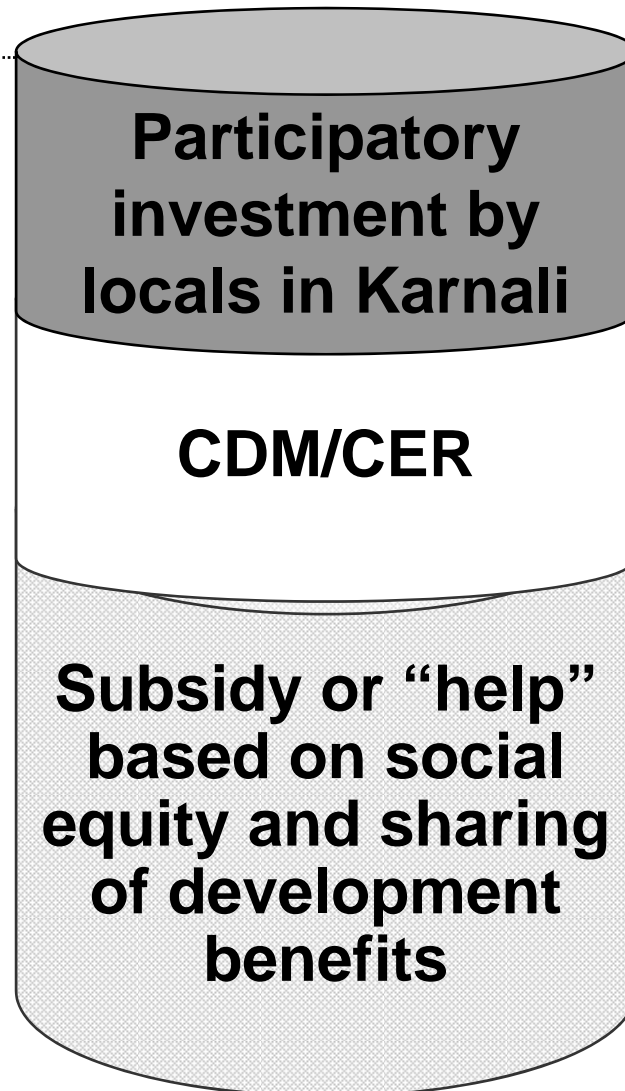 Participatory
investment by
locals in Karnali
CDM/CER
Subsidy or “help”
based on social
equity and sharing
of development
benefits